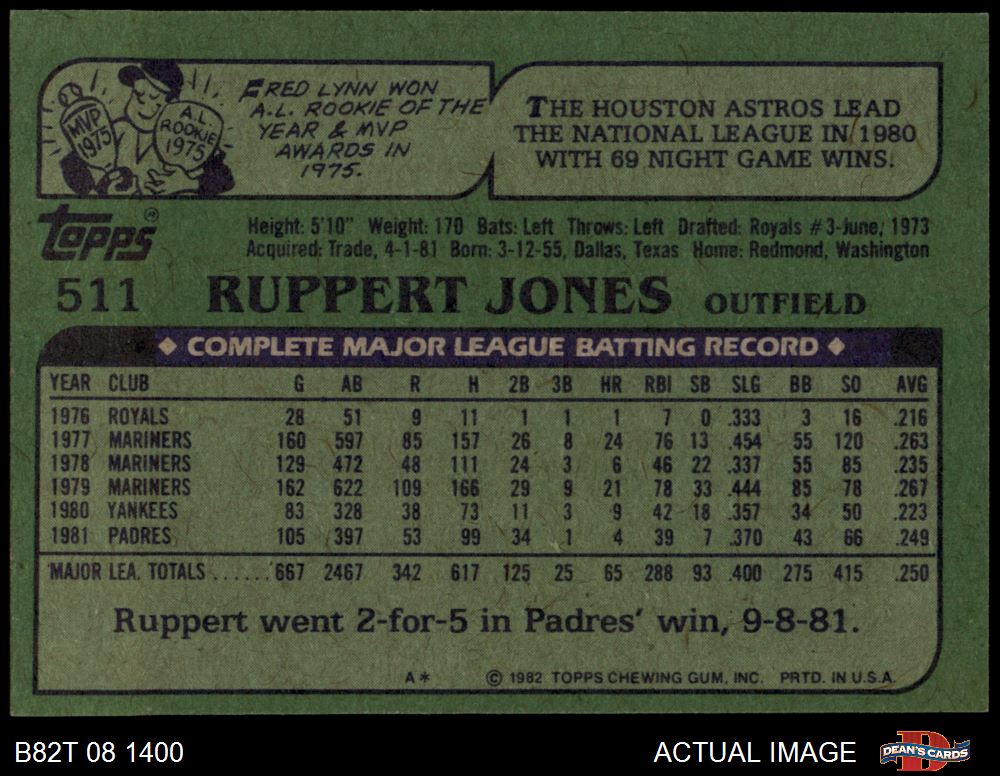 MVP
1975
A.L.
ROOKIE
1975
FRED LYNN WON
A.L. ROOKIE OF THE
YEAR & MVP
AWARDS IN
1975.
THE HOUSTON ASTROS LEAD
THE NATIONAL LEAGUE IN 1980
WITH 69 NIGHT GAME WINS.
topps ®
Height: 5'10" Weight: 170 Bats: Left Throws: Left Drafted: Royals #3-June, 1973
Acquired: Trade, 4-1-81 Born: 3-12-55, Dallas, Texas Home: Redmond, Washington
511 RUPPERT JONES OUTFIELD
◆ COMPLETE MAJOR LEAGUE BATTING RECORD ◆
YEAR CLUB G AB R H 2B 3B HR RBI SB SLG BB SO AVG
1976 ROYALS 28 51 9 11 1 1 1 7 0 .333 3 16 .216
1977 MARINERS 160 597 85 157 26 8 24 76 13 .454 55 120 .263
1978 MARINERS 129 472 48 111 24 3 6 46 22 .337 55 85 .235
1979 MARINERS 162 622 109 166 29 9 21 78 33 .444 85 78 .267
1980 YANKEES 83 328 38 73 11 3 9 42 18 .357 34 50 .223
1981 PADRES 105 397 53 99 34 1 4 39 7 .370 43 66 .249
MAJOR LEA. TOTALS ...... 667 2467 342 617 125 25 65 288 93 .400 275 415 .250
Ruppert went 2-for-5 in Padres' win, 9-8-81.
A* © 1982 TOPPS CHEWING GUM, INC. PRTD. IN U.S.A.
B82T 08 1400 ACTUAL IMAGE D DEAN'S CARDS